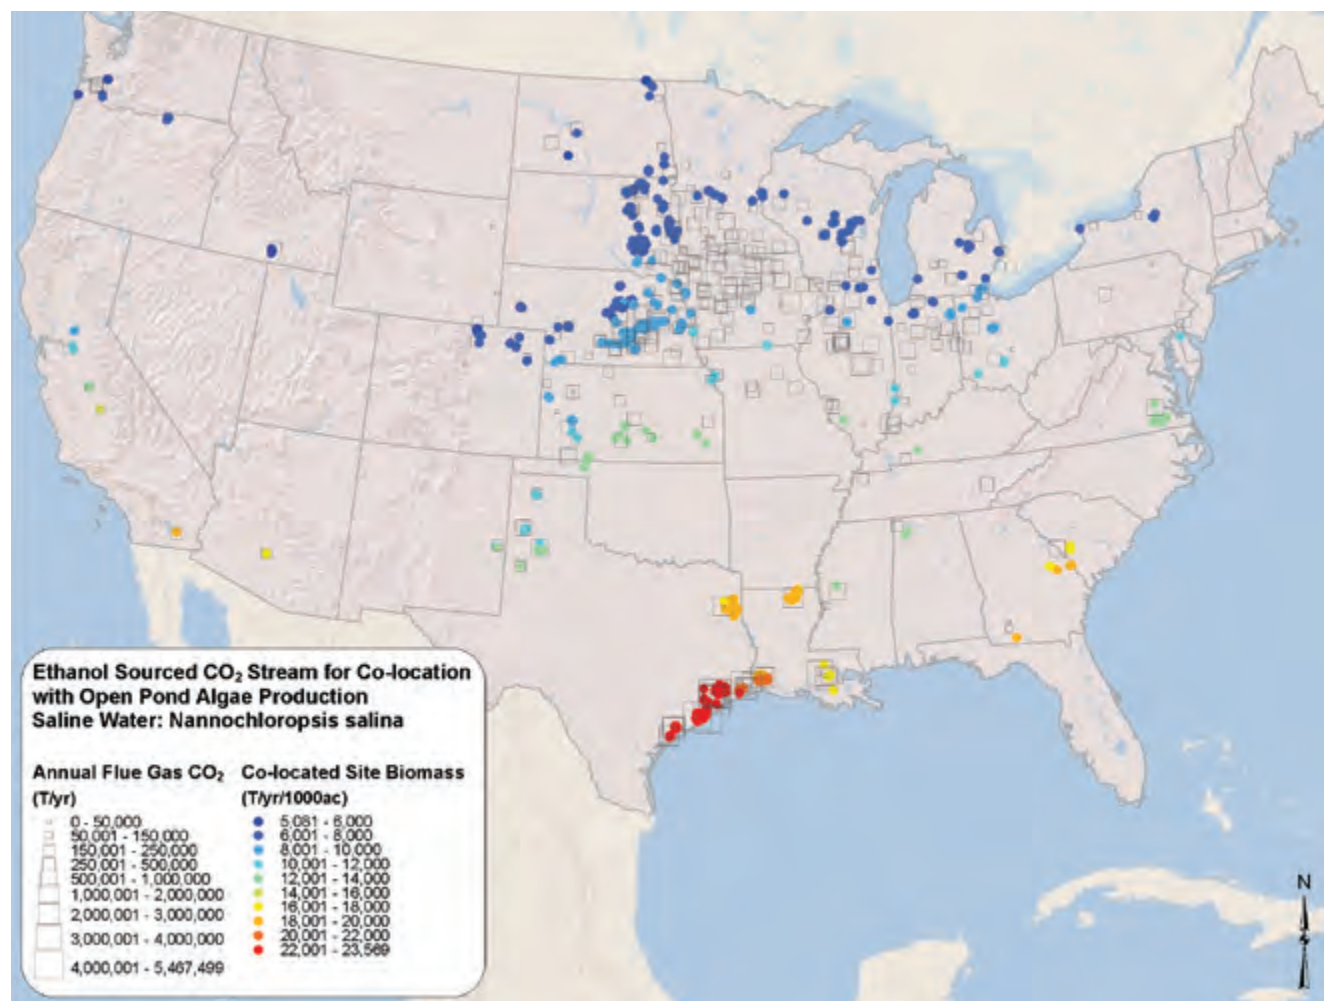 Ethanol Sourced CO₂ Stream for Co-location
with Open Pond Algae Production
Saline Water: Nannochloropsis salina
Annual Flue Gas CO₂
(T/yr)
0 - 50,000
50,001 - 150,000
150,001 - 250,000
250,001 - 500,000
500,001 - 1,000,000
1,000,001 - 2,000,000
2,000,001 - 3,000,000
3,000,001 - 4,000,000
4,000,001 - 5,467,499
Co-located Site Biomass
(T/yr/1000ac)
5,081 - 6,000
6,001 - 8,000
8,001 - 10,000
10,001 - 12,000
12,001 - 14,000
14,001 - 16,000
16,001 - 18,000
18,001 - 20,000
20,001 - 22,000
22,001 - 23,569
N